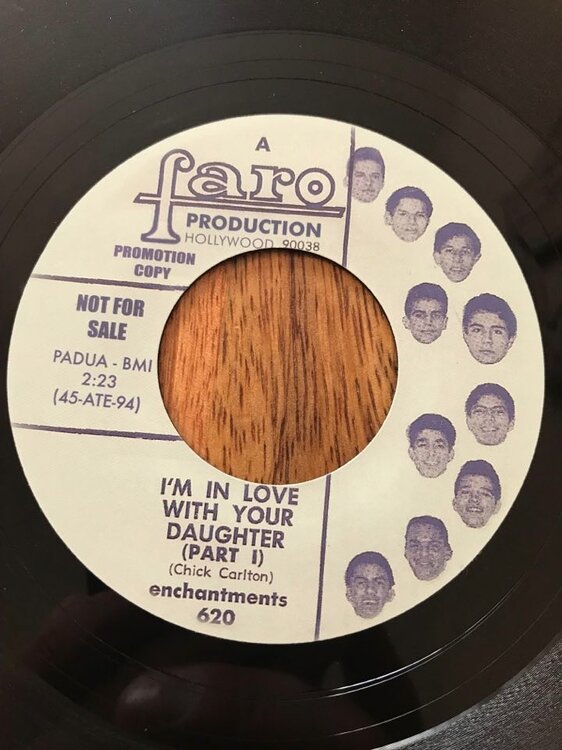 A
faro
PRODUCTION
HOLLYWOOD 90038
PROMOTION
COPY
NOT FOR
SALE
PADUA - BMI
2:23
(45-ATE-94)
I'M IN LOVE
WITH YOUR
DAUGHTER
(PART I)
(Chick Carlton)
enchantments
620